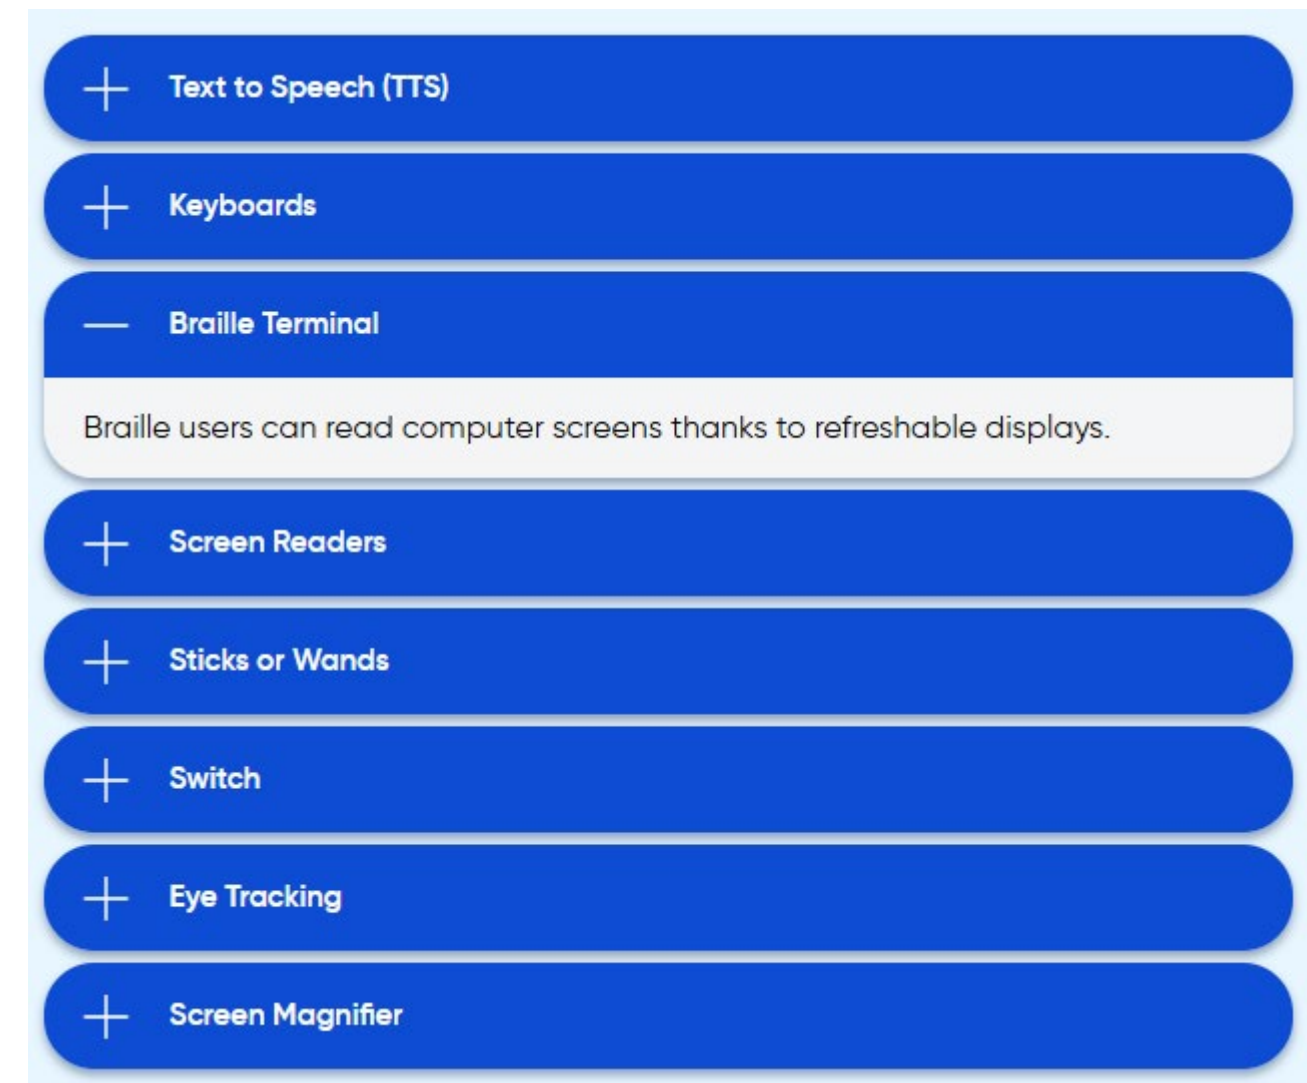 Text to Speech (TTS)
Keyboards
Braille Terminal
Braille users can read computer screens thanks to refreshable displays.
Screen Readers
Sticks or Wands
Switch
Eye Tracking
Screen Magnifier